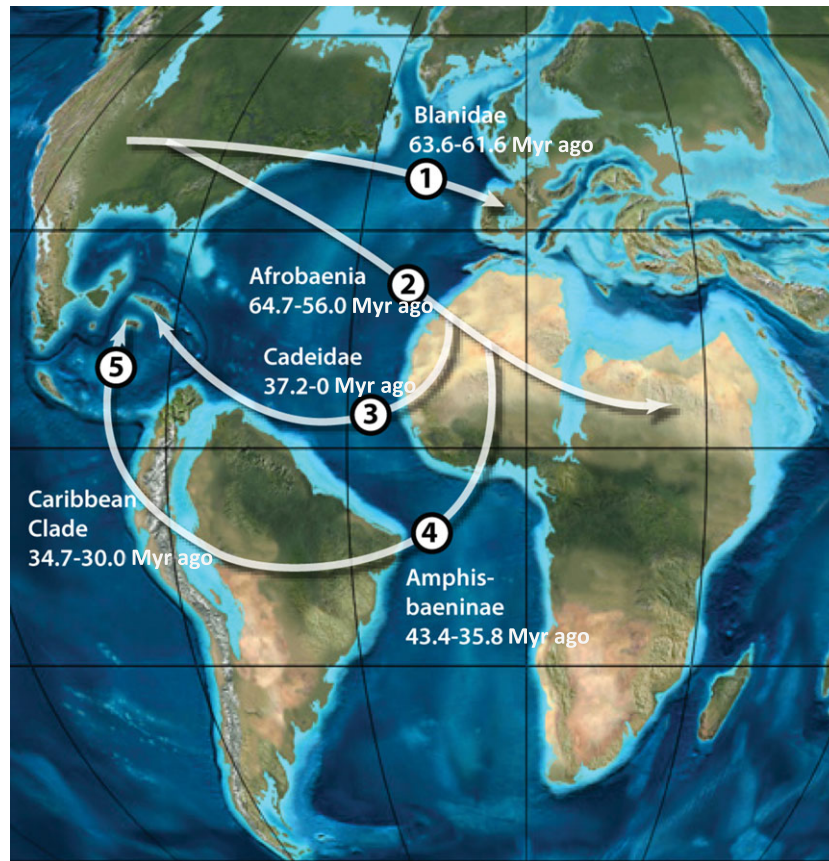 Blanidae
63.6-61.6 Myr ago
1
Afrobaenia
2
64.7-56.0 Myr ago
Cadeidae
37.2-0 Myr ago
5
3
Caribbean
Clade
34.7-30.0 Myr ago
4
Amphis-
baeninae
43.4-35.8 Myr ago